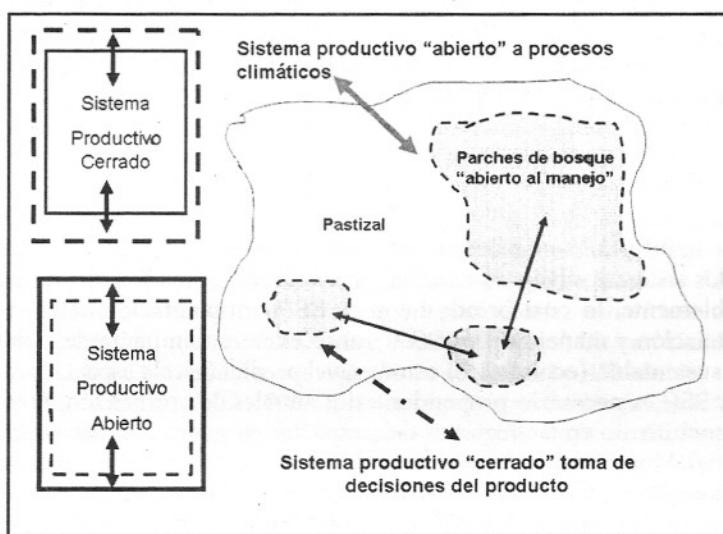 Sistema
Productivo
Cerrado
Sistema
Productivo
Abierto
Sistema productivo “abierto” a procesos
climáticos
Parches de bosque
“abierto al manejo”
Pastizal
Sistema productivo “cerrado” toma de
decisiones del producto